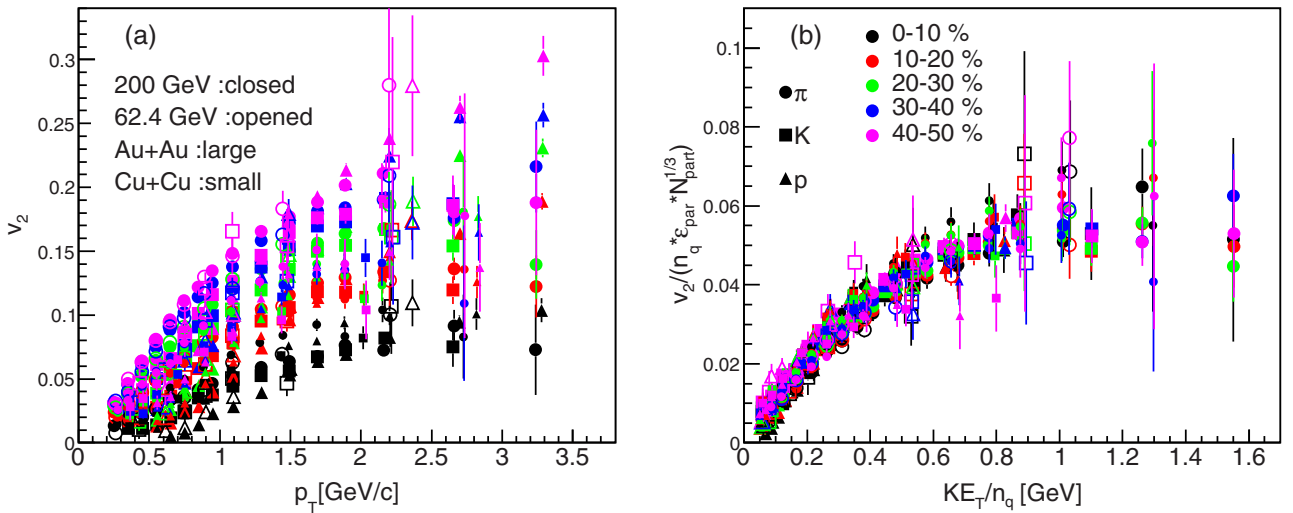 (a)
200 GeV :closed
62.4 GeV :opened
Au+Au :large
Cu+Cu :small
v2
0.3
0.25
0.2
0.15
0.1
0.05
0
0 0.5 1 1.5 2 2.5 3 3.5
pT[GeV/c]
(b)
0-10 %
10-20 %
20-30 %
30-40 %
40-50 %
π
K
p
v2/(nq*εpar*Npart^1/3)
0.1
0.08
0.06
0.04
0.02
0
0 0.2 0.4 0.6 0.8 1 1.2 1.4 1.6
KET/nq [GeV]